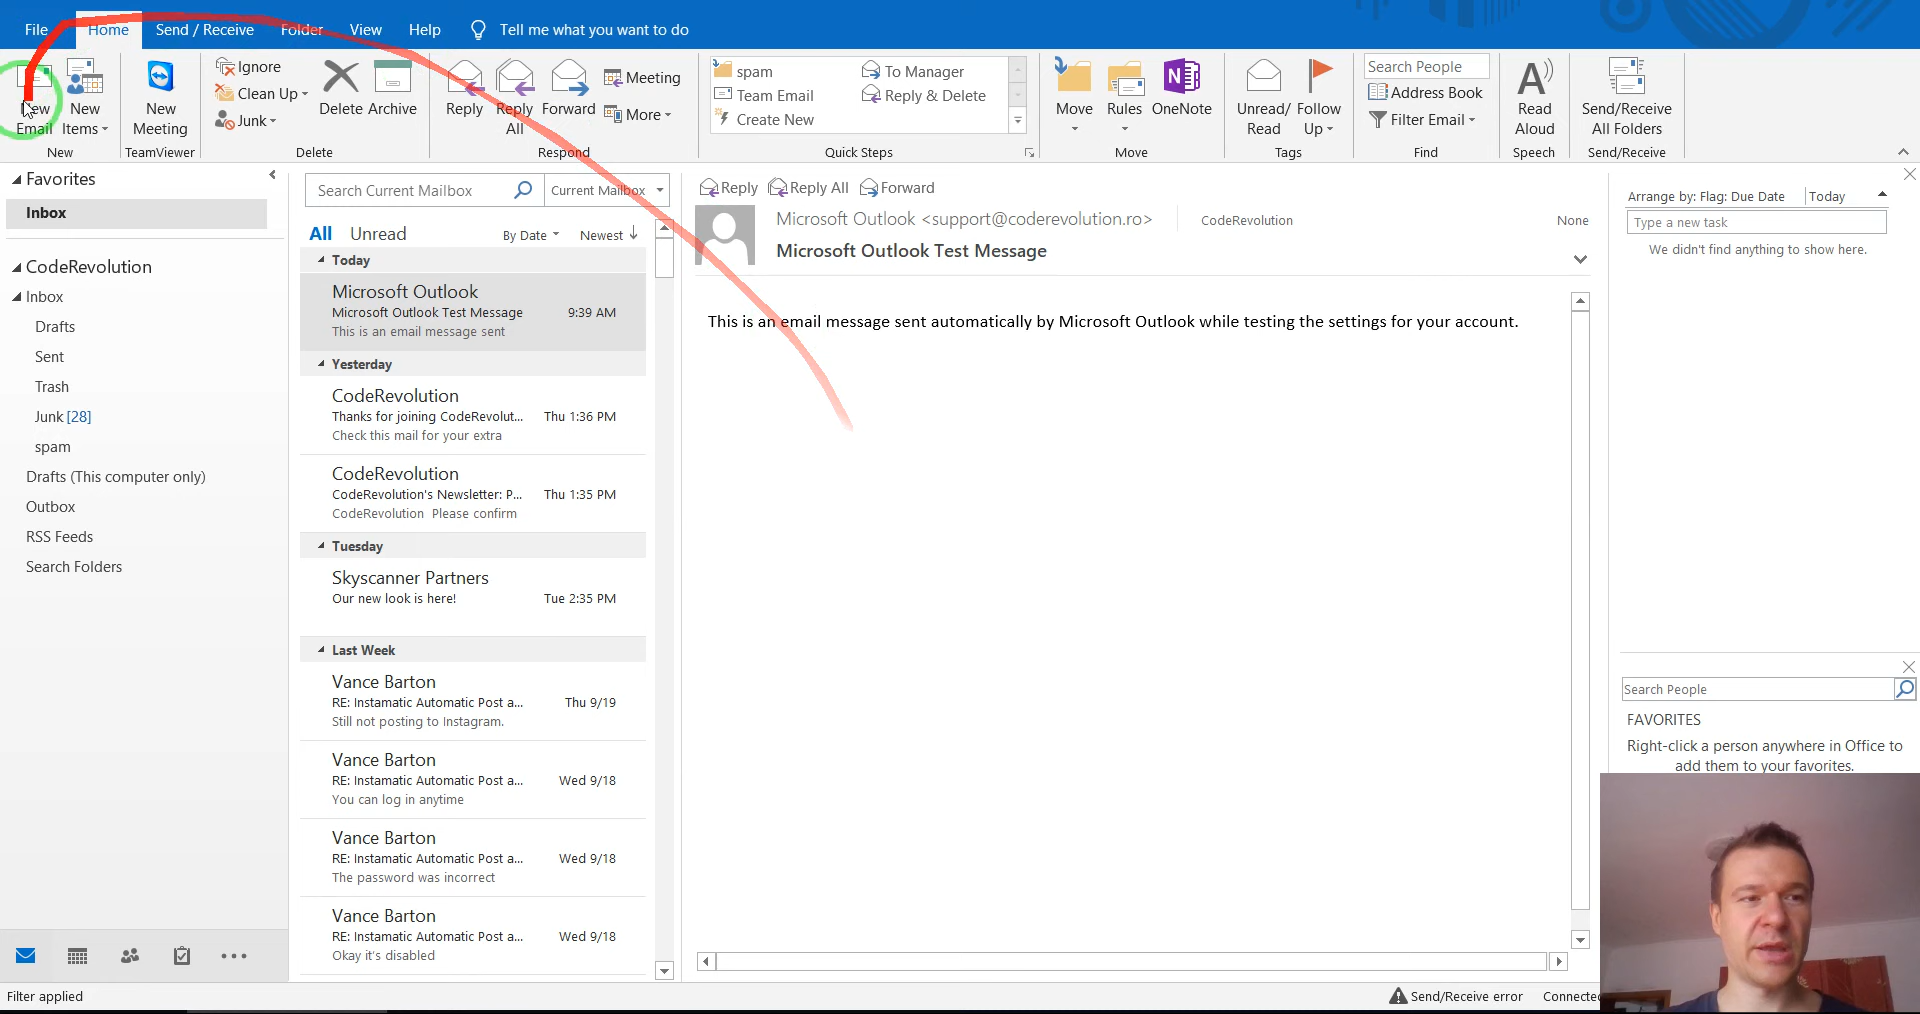 File
Home
Send / Receive
Folder
View
Help
Tell me what you want to do
New
Email
New
Items
New
New
Meeting
TeamViewer
Ignore
Clean Up
Junk
Delete
Archive
Delete
Reply
Reply
All
Forward
Meeting
More
Respond
spam
Team Email
Create New
To Manager
Reply & Delete
Quick Steps
Move
Rules
OneNote
Move
Unread/
Read
Follow
Up
Tags
Search People
Address Book
Filter Email
Find
Read
Aloud
Speech
Send/Receive
All Folders
Send/Receive
Favorites
Inbox
CodeRevolution
Inbox
Drafts
Sent
Trash
Junk [28]
spam
Drafts (This computer only)
Outbox
RSS Feeds
Search Folders
Filter applied
Search Current Mailbox
Current Mailbox
All
Unread
By Date
Newest
Today
Microsoft Outlook
Microsoft Outlook Test Message 9:39 AM
This is an email message sent
Yesterday
CodeRevolution
Thanks for joining CodeRevolut... Thu 1:36 PM
Check this mail for your extra
CodeRevolution
CodeRevolution's Newsletter: P... Thu 1:35 PM
CodeRevolution Please confirm
Tuesday
Skyscanner Partners
Our new look is here! Tue 2:35 PM
Last Week
Vance Barton
RE: Instamatic Automatic Post a... Thu 9/19
Still not posting to Instagram.
Vance Barton
RE: Instamatic Automatic Post a... Wed 9/18
You can log in anytime
Vance Barton
RE: Instamatic Automatic Post a... Wed 9/18
The password was incorrect
Vance Barton
RE: Instamatic Automatic Post a... Wed 9/18
Okay it's disabled
Reply
Reply All
Forward
Microsoft Outlook <support@coderevolution.ro>
CodeRevolution
None
Microsoft Outlook Test Message
This is an email message sent automatically by Microsoft Outlook while testing the settings for your account.
Arrange by: Flag: Due Date
Today
Type a new task
We didn't find anything to show here.
Search People
FAVORITES
Right-click a person anywhere in Office to
add them to your favorites.
Send/Receive error